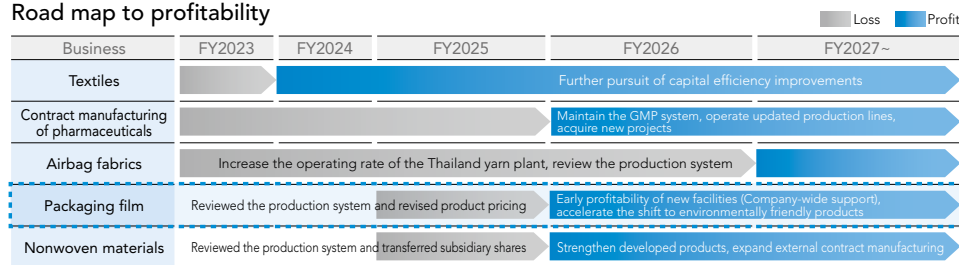 Road map to profitability
Loss Profit
Business FY2023 FY2024 FY2025 FY2026 FY2027~
Textiles Further pursuit of capital efficiency improvements
Contract manufacturing
of pharmaceuticals
Maintain the GMP system, operate updated production lines,
acquire new projects
Airbag fabrics Increase the operating rate of the Thailand yarn plant, review the production system
Packaging film Reviewed the production system and revised product pricing
Early profitability of new facilities (Company-wide support),
accelerate the shift to environmentally friendly products
Nonwoven materials Reviewed the production system and transferred subsidiary shares Strengthen developed products, expand external contract manufacturing